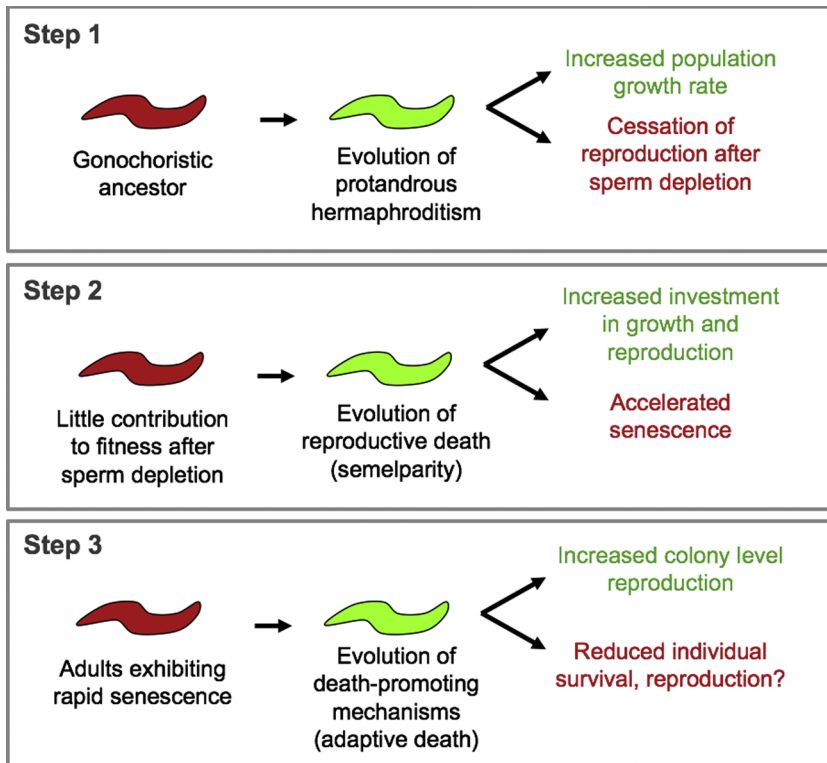 Step 1
Gonochoristic
ancestor
Evolution of
protandrous
hermaphroditism
Increased population
growth rate
Cessation of
reproduction after
sperm depletion
Step 2
Little contribution
to fitness after
sperm depletion
Evolution of
reproductive death
(semelparity)
Increased investment
in growth and
reproduction
Accelerated
senescence
Step 3
Adults exhibiting
rapid senescence
Evolution of
death-promoting
mechanisms
(adaptive death)
Increased colony level
reproduction
Reduced individual
survival, reproduction?